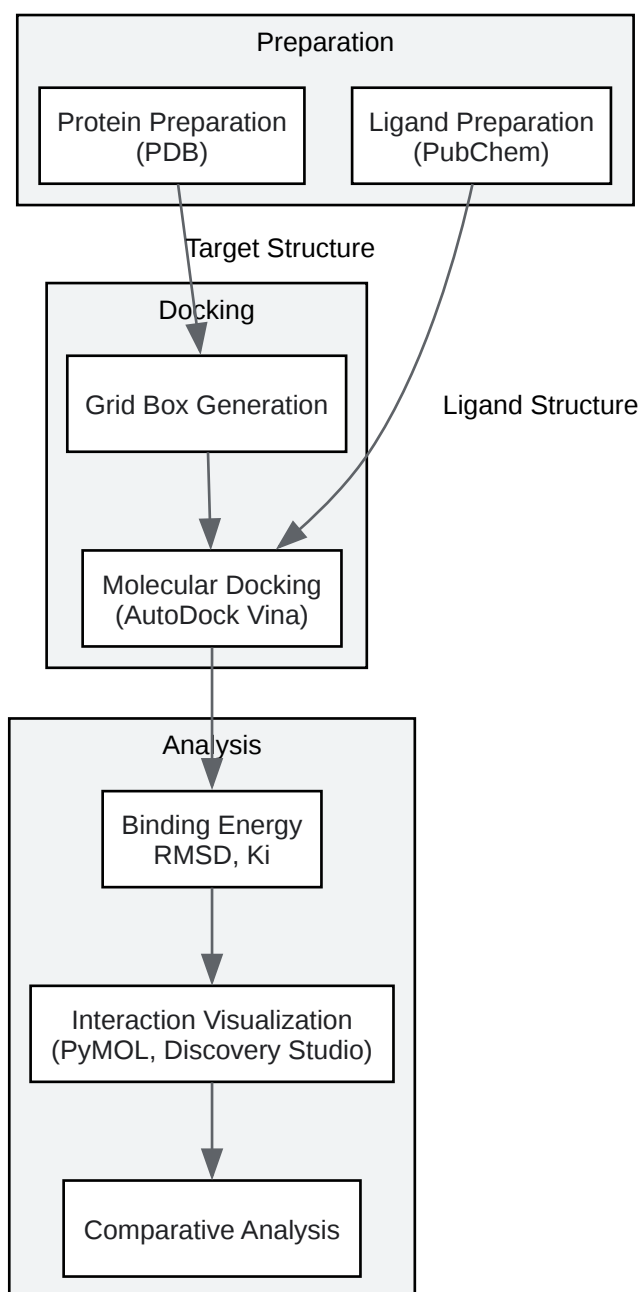 Preparation
Protein Preparation
(PDB)
Ligand Preparation
(PubChem)
Target Structure
Docking
Grid Box Generation
Ligand Structure
Molecular Docking
(AutoDock Vina)
Analysis
Binding Energy
RMSD, Ki
Interaction Visualization
(PyMOL, Discovery Studio)
Comparative Analysis